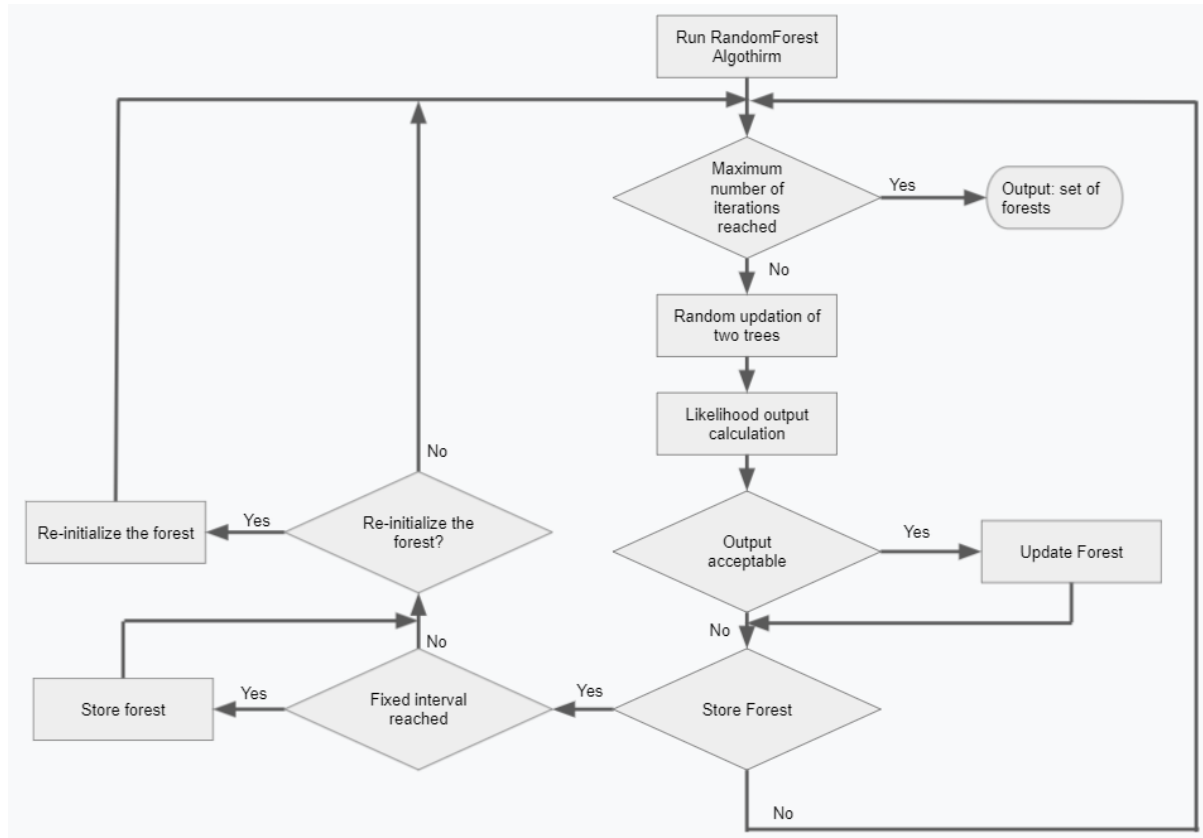 Run RandomForest
Algothirm
Maximum
number of
iterations
reached
Yes
Output: set of
forests
No
Random updation of
two trees
Likelihood output
calculation
No
Re-initialize the forest
Yes
Re-initialize the
forest?
Output
acceptable
Yes
Update Forest
No
No
Store forest
Yes
Fixed interval
reached
Yes
Store Forest
No